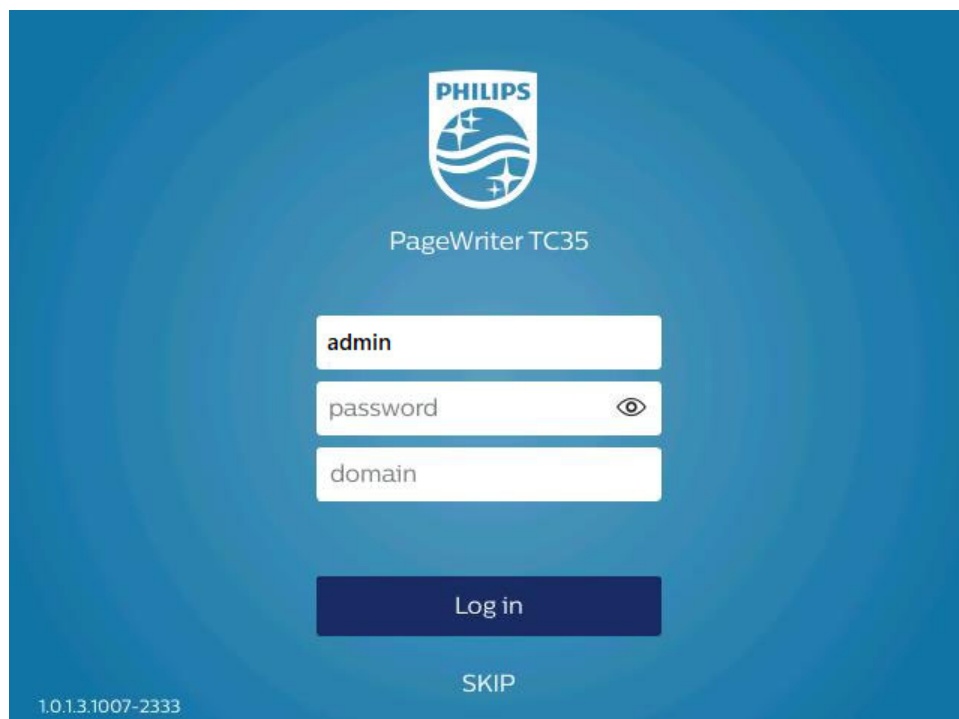 PHILIPS
PageWriter TC35
admin
password
domain
Log in
SKIP
1.0.1.3.1007-2333